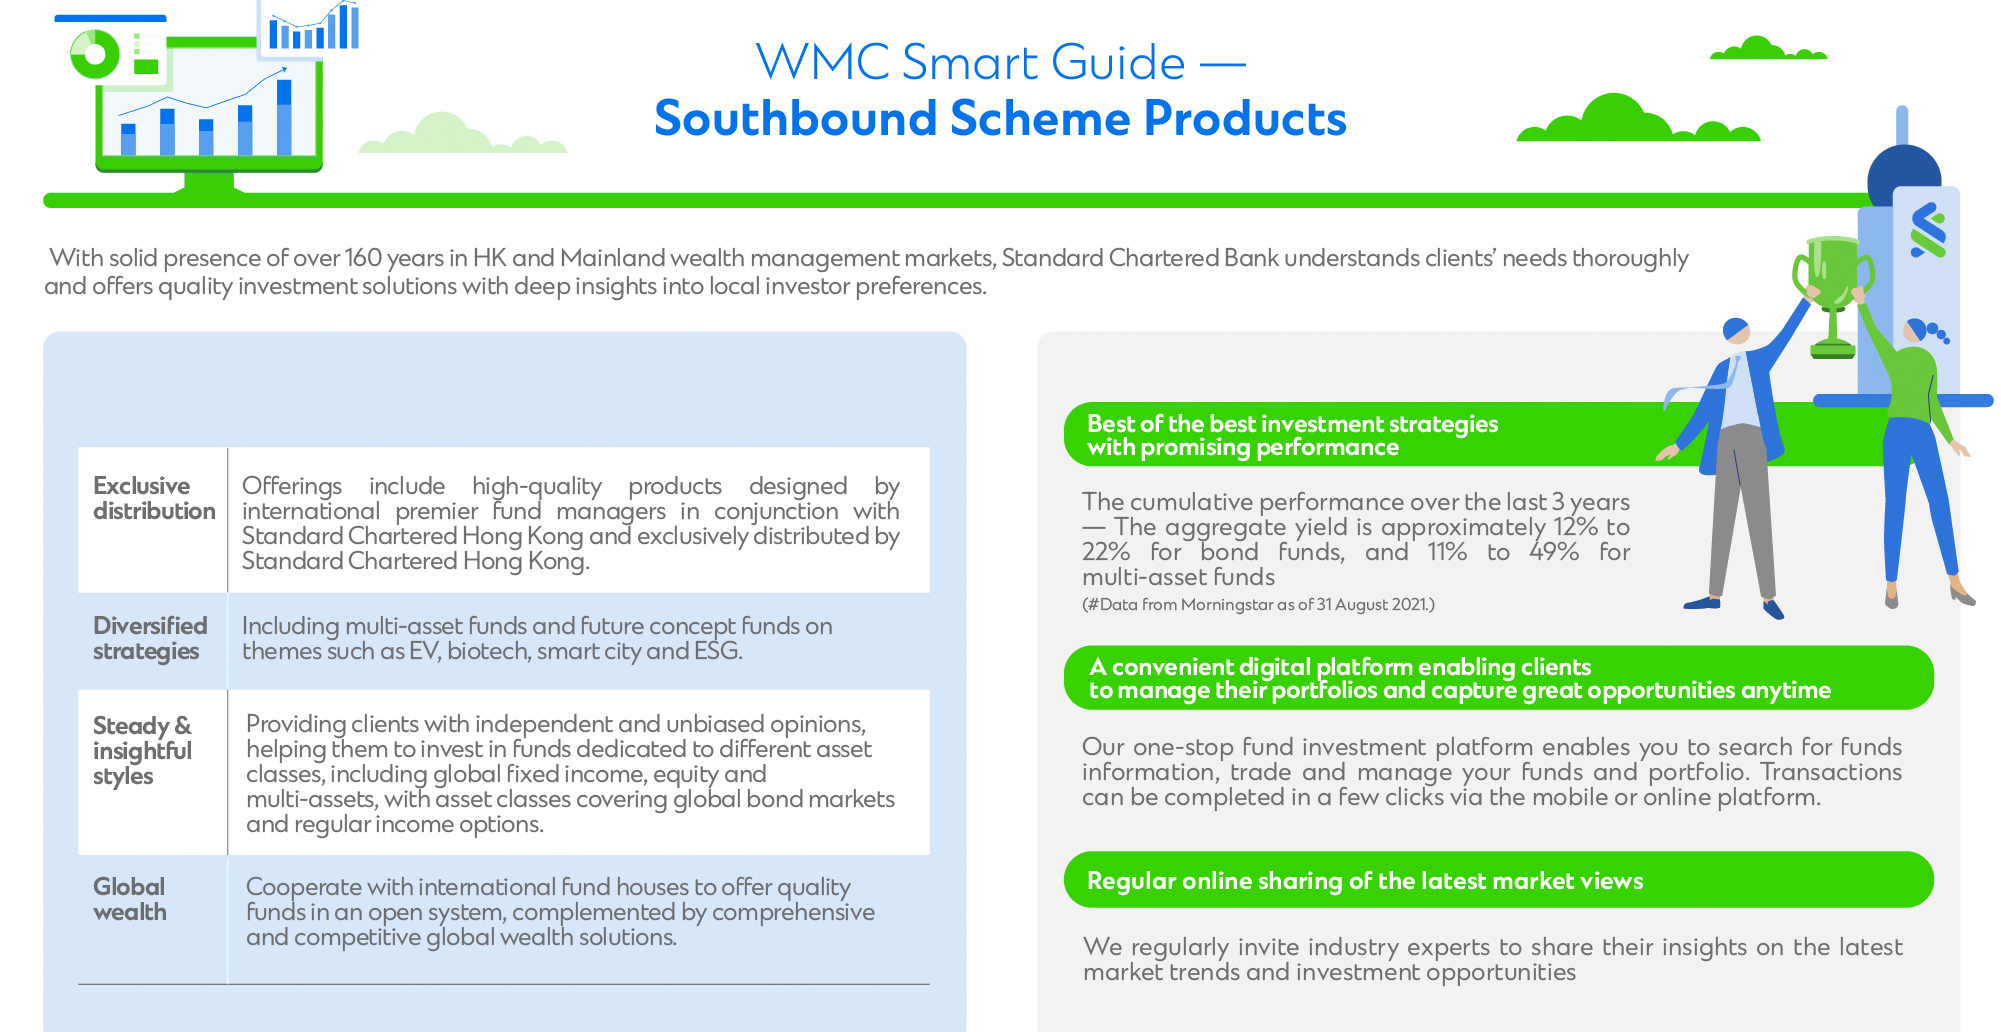 WMC Smart Guide —
Southbound Scheme Products
With solid presence of over 160 years in HK and Mainland wealth management markets, Standard Chartered Bank understands clients’ needs thoroughly
and offers quality investment solutions with deep insights into local investor preferences.
Exclusive
distribution
Offerings include high-quality products designed by
international premier fund managers in conjunction with
Standard Chartered Hong Kong and exclusively distributed by
Standard Chartered Hong Kong.
Diversified
strategies
Including multi-asset funds and future concept funds on
themes such as EV, biotech, smart city and ESG.
Steady &
insightful
styles
Providing clients with independent and unbiased opinions,
helping them to invest in funds dedicated to different asset
classes, including global fixed income, equity and
multi-assets, with asset classes covering global bond markets
and regular income options.
Global
wealth
Cooperate with international fund houses to offer quality
funds in an open system, complemented by comprehensive
and competitive global wealth solutions.
Best of the best investment strategies
with promising performance
The cumulative performance over the last 3 years
— The aggregate yield is approximately 12% to
22% for bond funds, and 11% to 49% for
multi-asset funds
(#Data from Morningstar as of 31 August 2021.)
A convenient digital platform enabling clients
to manage their portfolios and capture great opportunities anytime
Our one-stop fund investment platform enables you to search for funds
information, trade and manage your funds and portfolio. Transactions
can be completed in a few clicks via the mobile or online platform.
Regular online sharing of the latest market views
We regularly invite industry experts to share their insights on the latest
market trends and investment opportunities